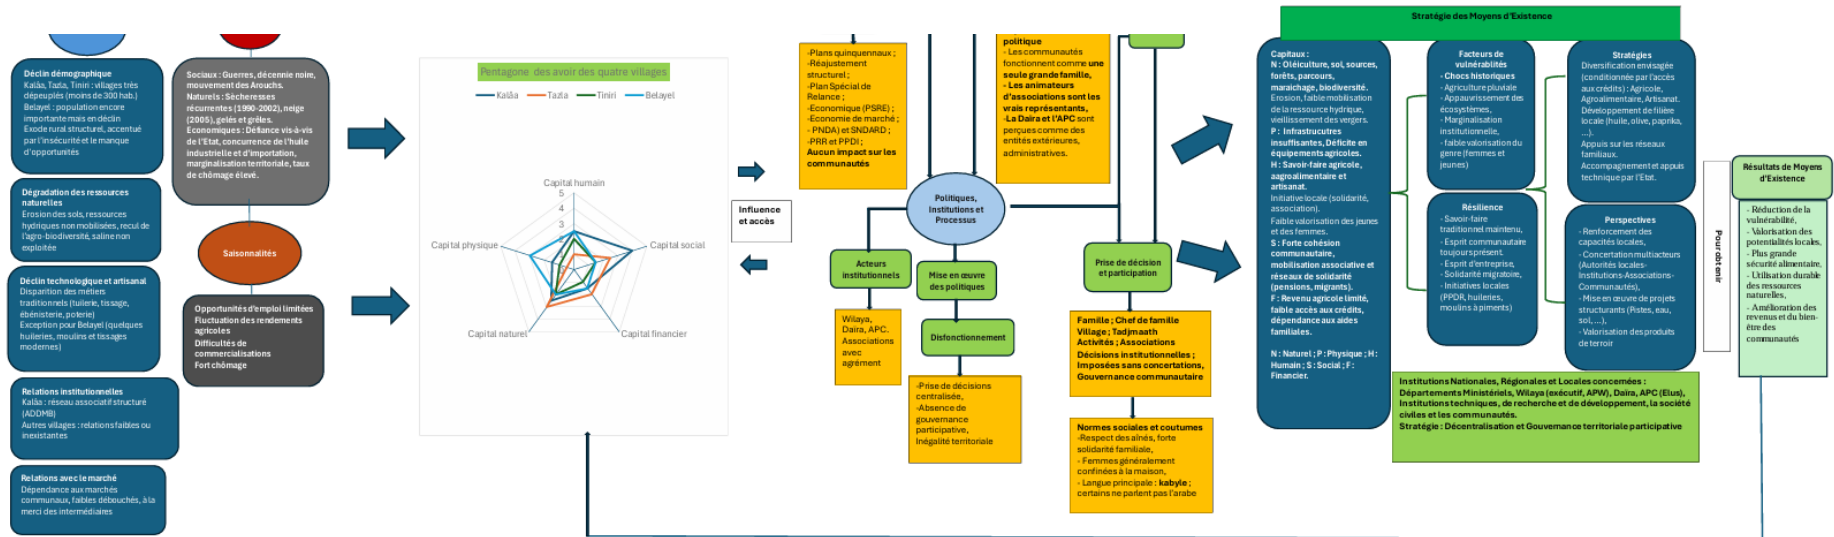 Déclin démographique
Kalâa, Tazla, Tiniri : villages très
dépeuplés (moins de 300 hab.)
Belayel : population encore
importante mais en déclin
Exode rural structurel, accentué
par l'insécurité et le manque
d'opportunités
Dégradation des ressources
naturelles
Erosion des sols, ressources
hydriques non mobilisées, recul de
l'agro-biodiversité, saline non
exploitée
Déclin technologique et artisanal
Disparition des métiers
traditionnels (tuilerie, tissage,
ébénisterie, poterie)
Exception pour Belayel (quelques
huileries, moulins et tissages
modernes)
Relations institutionnelles
Kalâa : réseau associatif structuré
(ADDMB)
Autres villages : relations faibles ou
inexistantes
Relations avec le marché
Dépendance aux marchés
communaux, faibles débouchés, à la
merci des intermédiaires
Sociaux : Guerres, décennie noire,
mouvement des Arouchs.
Naturels : Sècheresses
récurrentes (1990-2002), neige
(2005), gelés et grêles.
Economiques : Défiance vis-à-vis
de l'Etat, concurrence de l'huile
industrielle et d'importation,
marginalisation territoriale, taux
de chômage élevé.
Saisonnalités
Opportunités d'emploi limitées
Fluctuation des rendements
agricoles
Difficultés de
commercialisations
Fort chômage
Pentagone des avoir des quatre villages
Kalâa Tazla Tiniri Belayel
Capital humain
5
4
3
2
Capital physique
Capital social
Capital naturel
Capital financier
Influence
et accès
-Plans quinquennaux ;
-Réajustement
structurel ;
-Plan Spécial de
Relance ;
-Economique (PSRE) ;
-Economie de marché ;
- PNDA) et SNDARD ;
-PRR et PPDI ;
Aucun impact sur les
communautés
politique
- Les communautés
fonctionnent comme une
seule grande famille,
- Les animateurs
d'associations sont les
vrais représentants,
-La Daïra et l'APC sont
perçues comme des
entités extérieures,
administratives.
Politiques,
Institutions et
Processus
Acteurs
institutionnels
Mise en œuvre
des politiques
Prise de décision
et participation
Wilaya,
Daïra, APC.
Associations
avec
agrément
Disfonctionnement
-Prise de décisions
centralisée,
-Absence de
gouvernance
participative,
Inégalité territoriale
Famille ; Chef de famille
Village ; Tadjmaath
Activités ; Associations
Décisions institutionnelles ;
Imposées sans concertations,
Gouvernance communautaire
Normes sociales et coutumes
-Respect des aînés, forte
solidarité familiale,
- Femmes généralement
confinées à la maison,
- Langue principale : kabyle ;
certains ne parlent pas l'arabe
Stratégie des Moyens d'Existence
Capitaux :
N : Oléiculture, sol, sources,
forêts, parcours,
maraichage, biodiversité.
Erosion, faible mobilisation
de la ressource hydrique,
vieillissement des vergers.
P : Infrastrucutres
insuffisantes, Déficite en
équipements agricoles.
H : Savoir-faire agricole,
aagroalimentaire et
artisanat.
Initiative locale (solidarité,
association).
Faible valorisation des jeunes
et des femmes.
S : Forte cohésion
communautaire,
mobilisation associative et
réseaux de solidarité
(pensions, migrants).
F : Revenu agricole limité,
faible accès aux crédits,
dépendance aux aides
familiales.
N : Naturel ; P : Physique ; H :
Humain ; S : Social ; F :
Financier.
Facteurs de
vulnérablités
- Chocs historiques
- Agriculture pluviale
- Appauvrissement des
écosystèmes,
- Marginalisation
institutionnelle,
- faible valorisation du
genre (femmes et
jeunes)
Résilience
- Savoir-faire
traditionnel maintenu,
- Esprit communautaire
toujours présent.
- Esprit d'entreprise,
- Solidarité migratoire,
- Initiatives locales
(PPDR, huileries,
moulins à piments)
Stratégies
Diversification envisagée
(conditionnée par l'accès
aux crédits) : Agricole,
Agroalimentaire, Artisanat.
Développement de filière
locale (huile, olive, paprika,
...).
Appuis sur les réseaux
familiaux.
Accompagnement et appuis
technique par l'Etat.
Perspectives
- Renforcement des
capacités locales,
- Concertation multiacteurs
(Autorités locales-
Institutions-Associations-
Communautés),
- Mise en œuvre de projets
structurants (Pistes, eau,
sol, ...),
- Valorisation des produits
de terroir
Institutions Nationales, Régionales et Locales concernées :
Départements Ministériels, Wilaya (exécutif, APW), Daïra, APC (Elus),
Institutions techniques, de recherche et de développement, la société
civiles et les communautés.
Stratégie : Décentralisation et Gouvernance territoriale participative
Pour obtenir
Résultats de Moyens
d'Existence
- Réduction de la
vulnérabilité,
- Valorisation des
potentialités locales,
- Plus grande
sécurité alimentaire,
- Utilisation durable
des ressources
naturelles,
- Amélioration des
revenus et du bien-
être des
communautés